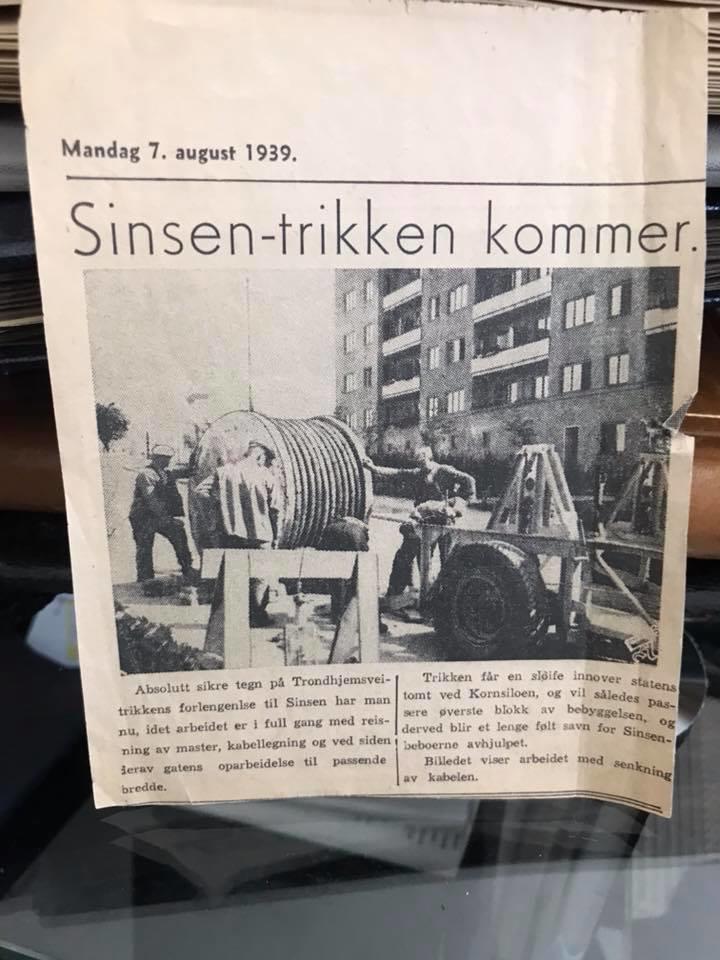 Mandag 7. august 1939.
Sinsen-trikken kommer.
Absolutt sikre tegn på Trondhjemsvei-
trikkens forlengenlse til Sinsen har man
nu, idet arbeidet er i full gang med reis-
ning av master, kabellegning og ved siden
derav gatens oparbeidelse til passende
bredde.
Trikken får en sløife innover statens
tomt ved Kornsiloen, og vil således pas-
sere øverste blokk av bebyggelsen, og
derved blir et lenge følt savn for Sinsen-
beboerne avhjulpet.
Billedet viser arbeidet med senkning
av kabelen.